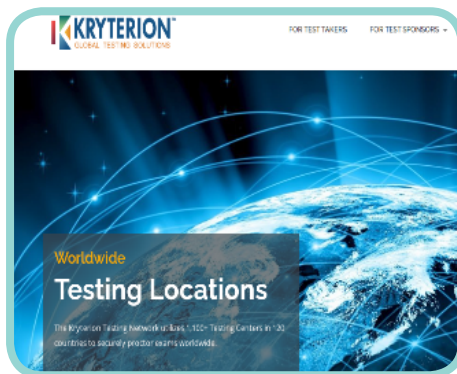 KRYTERION™
GLOBAL TESTING SOLUTIONS
FOR TEST TAKERS FOR TEST SPONSORS
Worldwide
Testing Locations
The Kryterion Testing Network utilizes 1,100+ Testing Centers in 120
countries to securely proctor exams worldwide.